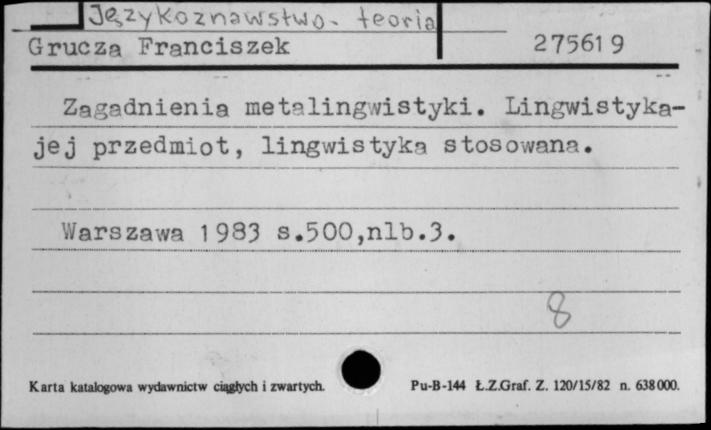 Językoznawstwo - teoria
Grucza Franciszek 275619
Zagadnienia metalingwistyki. Lingwistyka-
jej przedmiot, lingwistyka stosowana.
Warszawa 1983 s.500,nlb.3.
8
Karta katalogowa wydawnictw ciągłych i zwartych. Pu-B-144 Ł.Z.Graf. Z. 120/15/82 n. 638000.